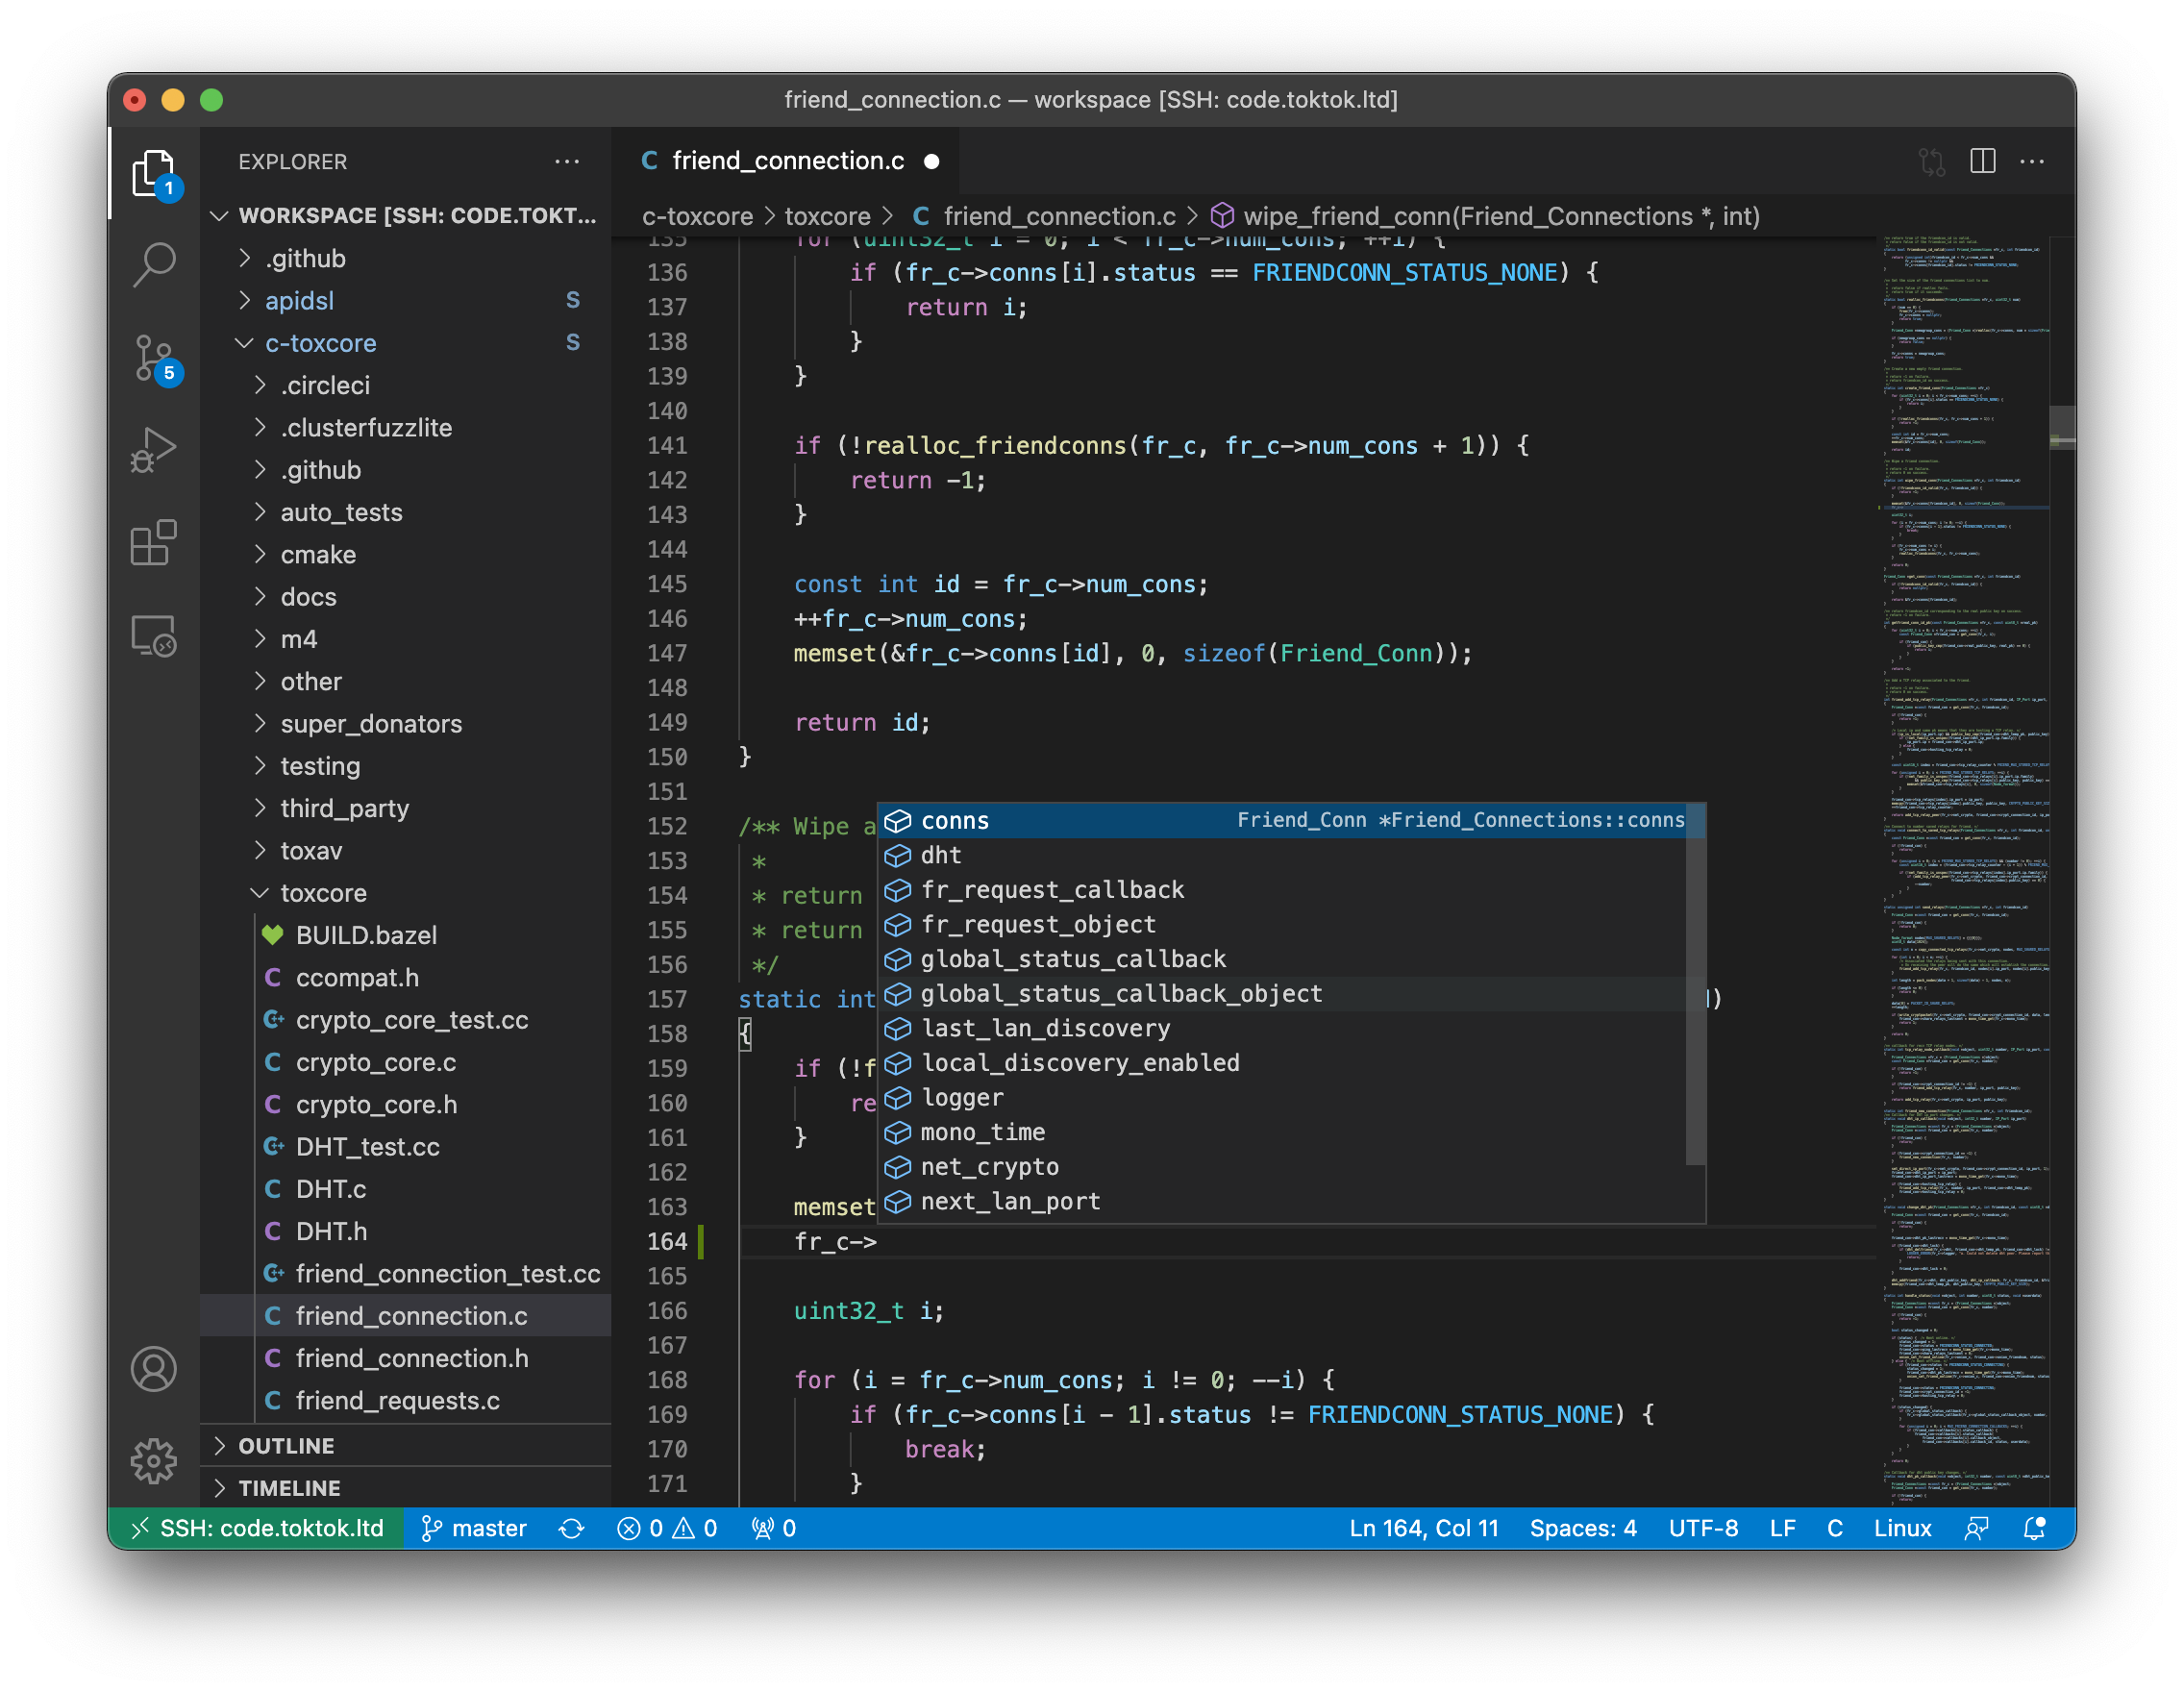 friend_connection.c — workspace [SSH: code.toktok.ltd]
EXPLORER
1
5
WORKSPACE [SSH: CODE.TOKT...
.github
apidsl S
c-toxcore S
.circleci
.clusterfuzzlite
.github
auto_tests
cmake
docs
m4
other
super_donators
testing
third_party
toxav
toxcore
BUILD.bazel
C ccompat.h
C+ crypto_core_test.cc
C crypto_core.c
C crypto_core.h
C+ DHT_test.cc
C DHT.c
C DHT.h
C+ friend_connection_test.cc
C friend_connection.c
C friend_connection.h
C friend_requests.c
OUTLINE
TIMELINE
C friend_connection.c
c-toxcore > toxcore > C friend_connection.c > wipe_friend_conn(Friend_Connections *, int)
135 for (uint32_t i = 0; i < fr_c->num_cons; ++i) {
136 if (fr_c->conns[i].status == FRIENDCONN_STATUS_NONE) {
137 return i;
138 }
139 }
140
141 if (!realloc_friendconns(fr_c, fr_c->num_cons + 1)) {
142 return -1;
143 }
144
145 const int id = fr_c->num_cons;
146 ++fr_c->num_cons;
147 memset(&fr_c->conns[id], 0, sizeof(Friend_Conn));
148
149 return id;
150 }
151
152 /** Wipe a
153 *
154 * return
155 * return
156 */
157 static int )
158 {
159 if (!f
160 re
161 }
162
163 memset
164 fr_c->
165
166 uint32_t i;
167
168 for (i = fr_c->num_cons; i != 0; --i) {
169 if (fr_c->conns[i - 1].status != FRIENDCONN_STATUS_NONE) {
170 break;
171 }
conns Friend_Conn *Friend_Connections::conns
dht
fr_request_callback
fr_request_object
global_status_callback
global_status_callback_object
last_lan_discovery
local_discovery_enabled
logger
mono_time
net_crypto
next_lan_port
SSH: code.toktok.ltd master 0 0 0 Ln 164, Col 11 Spaces: 4 UTF-8 LF C Linux